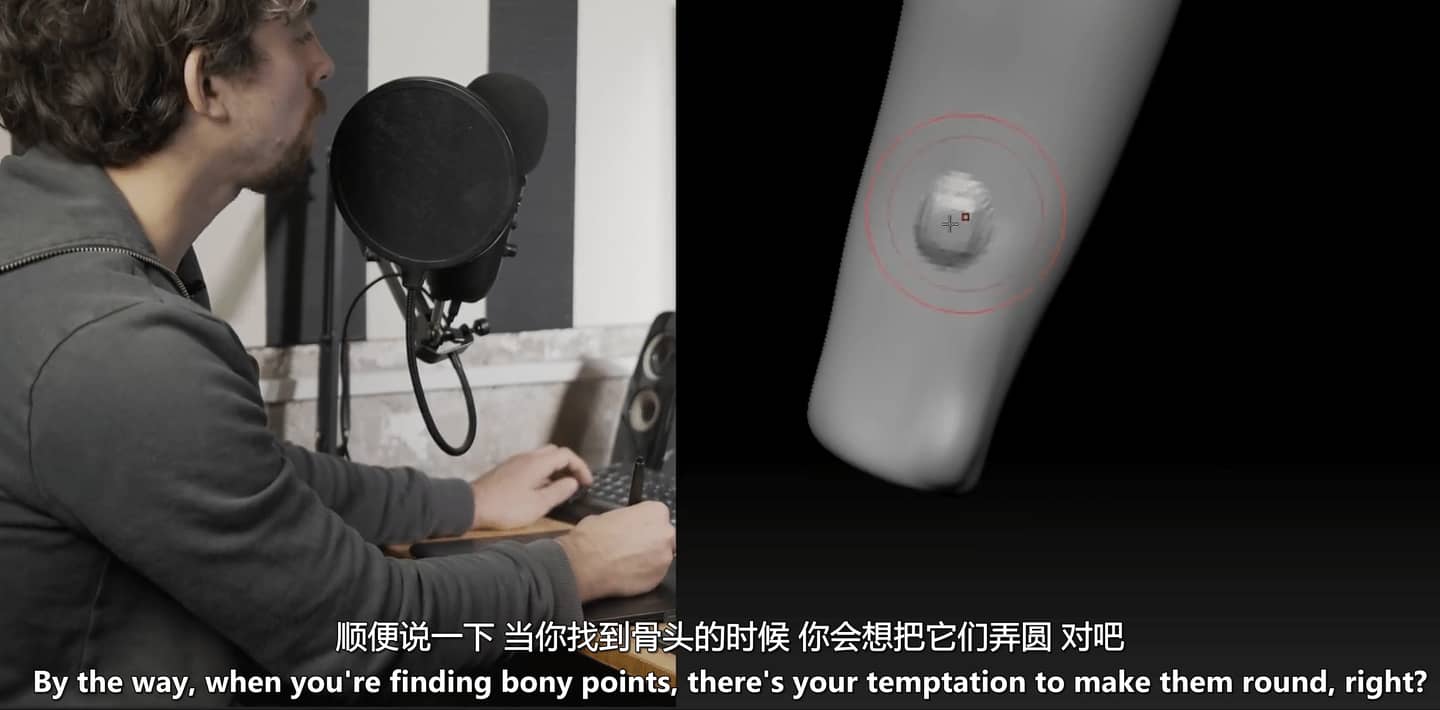 顺便说一下 当你找到骨头的时候 你会想把它们弄圆 对吧
By the way, when you're finding bony points, there's your temptation to make them round, right?